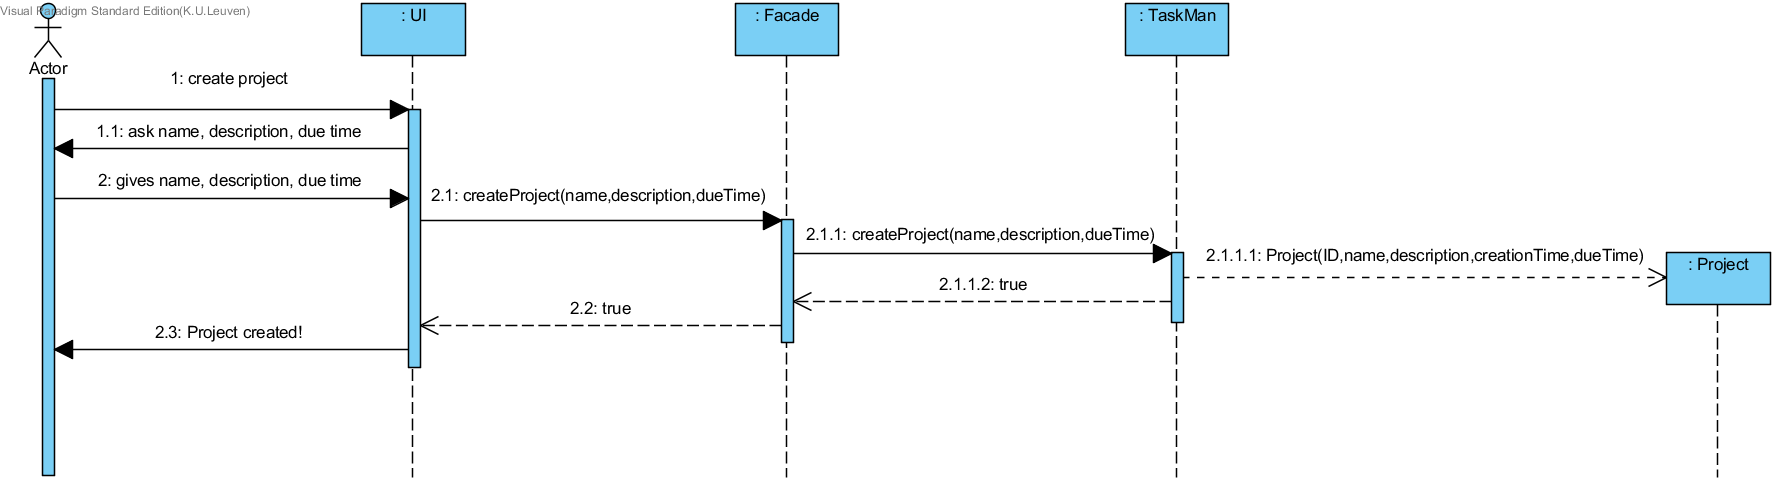 Visual Paradigm Standard Edition(K.U.Leuven)
: UI
: Facade
: TaskMan
Actor
1: create project
1.1: ask name, description, due time
2: gives name, description, due time
2.1: createProject(name,description,dueTime)
2.1.1: createProject(name,description,dueTime)
2.1.1.1: Project(ID,name,description,creationTime,dueTime)
: Project
2.1.1.2: true
2.2: true
2.3: Project created!